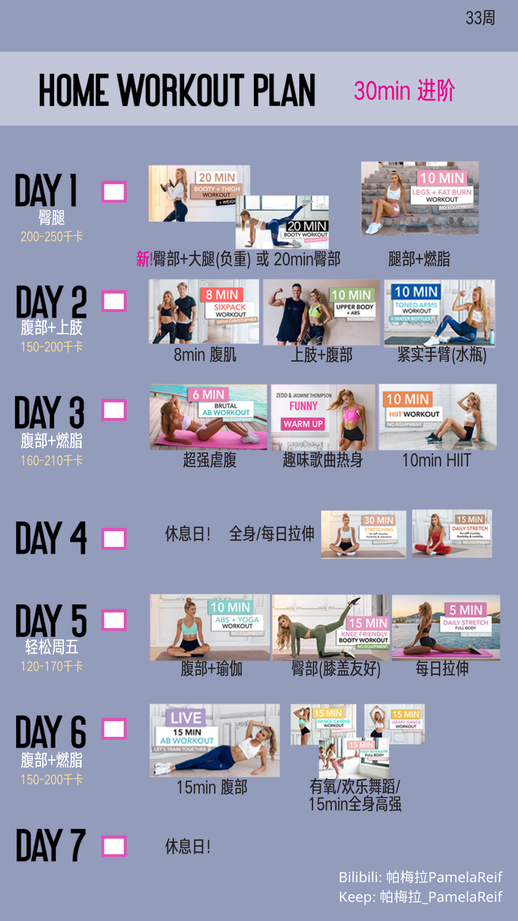 33周
HOME WORKOUT PLAN
30min 进阶
DAY 1
臀腿
200-250千卡
20 MIN
BOOTY + THIGH
WORKOUT
20 MIN
BOOTY WORKOUT
10 MIN
LEGS + FAT BURN
WORKOUT
NO EQUIPMENT
新!臀部+大腿(负重) 或 20min臀部
腿部+燃脂
DAY 2
腹部+上肢
150-200千卡
8 MIN
SIXPACK
WORKOUT
10 MIN
UPPER BODY
+ ABS
10 MIN
TONED ARMS
WORKOUT
+ WATER BOTTLES
8min 腹肌
上肢+腹部
紧实手臂(水瓶)
DAY 3
腹部+燃脂
160-210千卡
6 MIN
BRUTAL
AB WORKOUT
ZEDD & JASMINE THOMPSON
FUNNY
WARM UP
10 MIN
HIIT WORKOUT
NO EQUIPMENT
超强虐腹
趣味歌曲热身
10min HIIT
DAY 4
休息日!
全身/每日拉伸
30 MIN
STRETCHING
15 MIN
DAILY STRETCH
DAY 5
轻松周五
120-170千卡
10 MIN
ABS + YOGA
WORKOUT
NO EQUIPMENT
15 MIN
KNEE FRIENDLY
BOOTY WORKOUT
NO EQUIPMENT
5 MIN
DAILY STRETCH
FULL BODY
腹部+瑜伽
臀部(膝盖友好)
每日拉伸
DAY 6
腹部+燃脂
150-200千卡
LIVE
15 MIN
AB WORKOUT
LET'S TRAIN TOGETHER
15 MIN
DANCE CARDIO
WORKOUT
15 MIN
HAPPY DANCE
WORKOUT
15 MIN
FULL BODY
15min 腹部
有氧/欢乐舞蹈/
15min全身高强
DAY 7
休息日!
Bilibili: 帕梅拉PamelaReif
Keep: 帕梅拉_PamelaReif